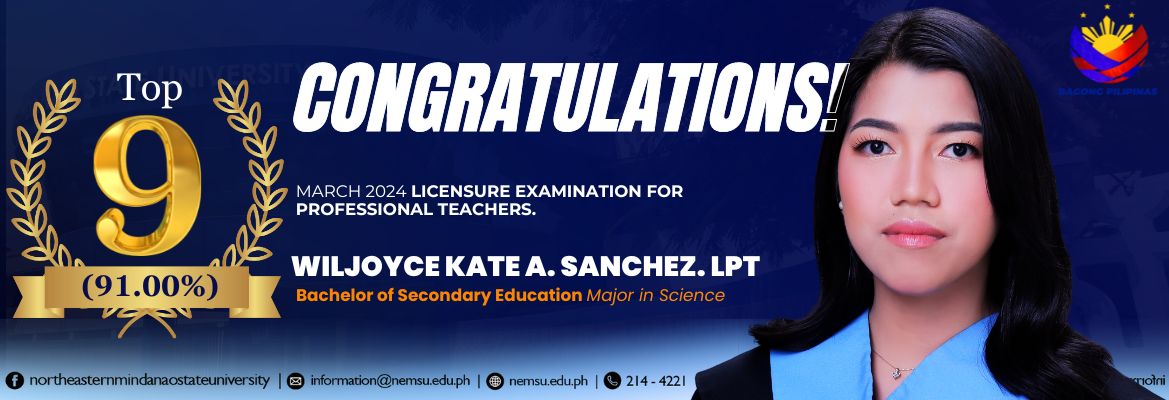 Top
9
(91.00%)
CONGRATULATIONS!
MARCH 2024 LICENSURE EXAMINATION FOR
PROFESSIONAL TEACHERS.
WILJOYCE KATE A. SANCHEZ. LPT
Bachelor of Secondary Education Major in Science
BAGONG PILIPINAS
northeasternmindanaostateuniversity | information@nemsu.edu.ph | nemsu.edu.ph | 214 - 4221